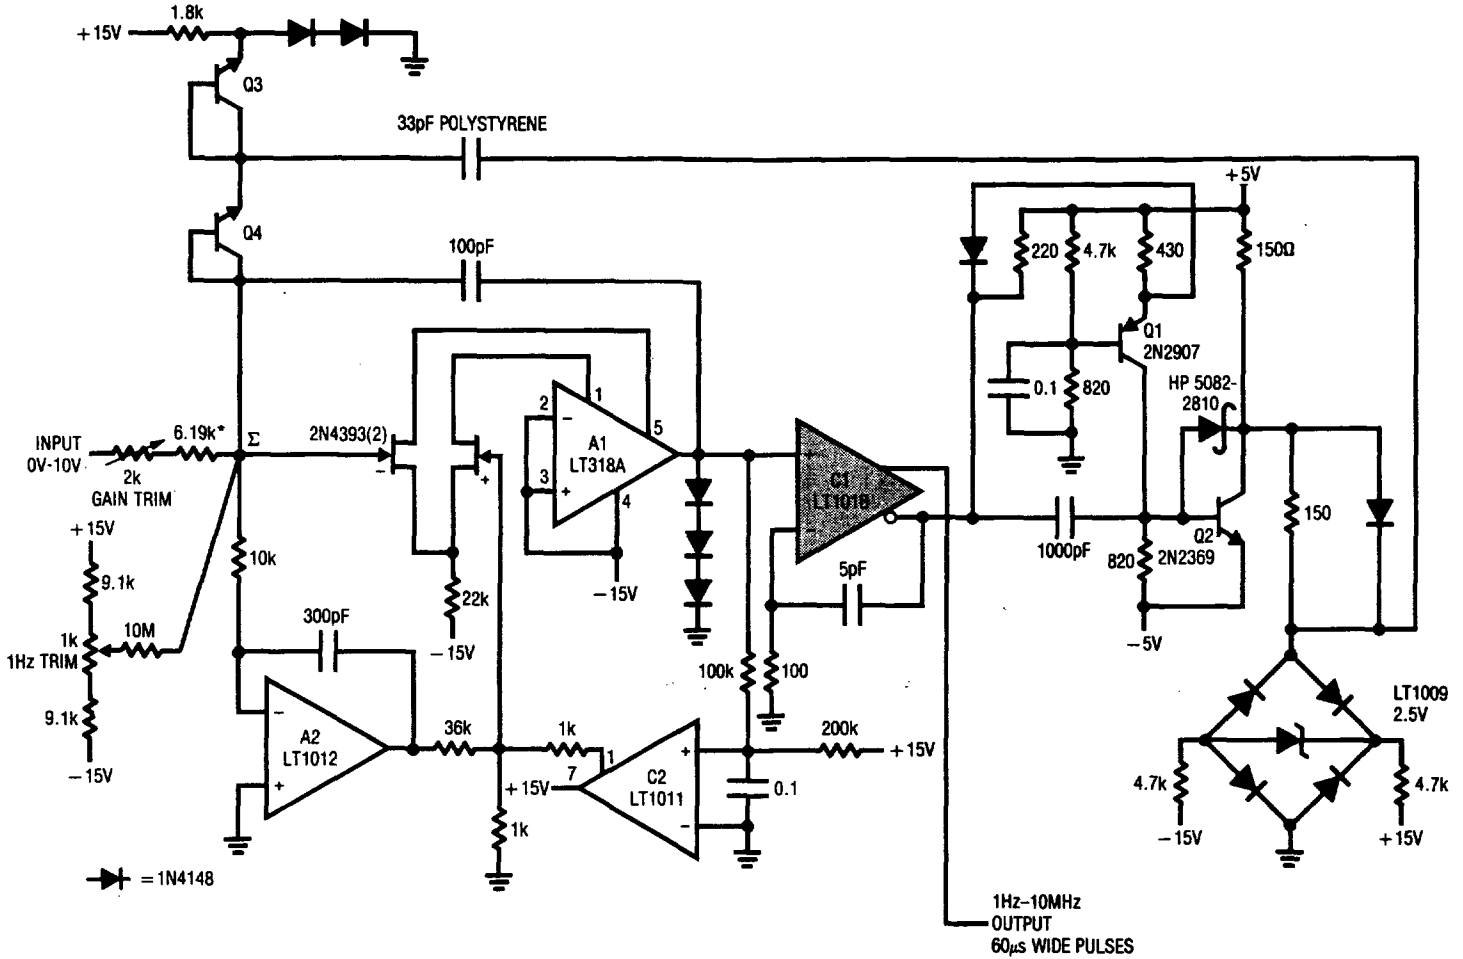 1.8k
+15V
Q3
33pF POLYSTYRENE
+5V
Q4
100pF
220
4.7k
430
150Ω
Q1
2N2907
0.1
820
HP 5082-
2810
1
5
2
3
4
A1
LT318A
−
+
−15V
INPUT
0V-10V
6.19k*
Σ
2k
GAIN TRIM
2N4393(2)
−
+
C1
+
−
1000pF
820
Q2
2N2369
−5V
150
+15V
9.1k
1k
1Hz TRIM
10M
9.1k
−15V
10k
300pF
22k
−15V
5pF
100k
100
A2
LT1012
−
+
36k
1k
1
7
+15V
C2
LT1011
+
−
200k
+15V
0.1
1k
LT1009
2.5V
4.7k
−15V
4.7k
+15V
= 1N4148
1Hz–10MHz
OUTPUT
60μs WIDE PULSES